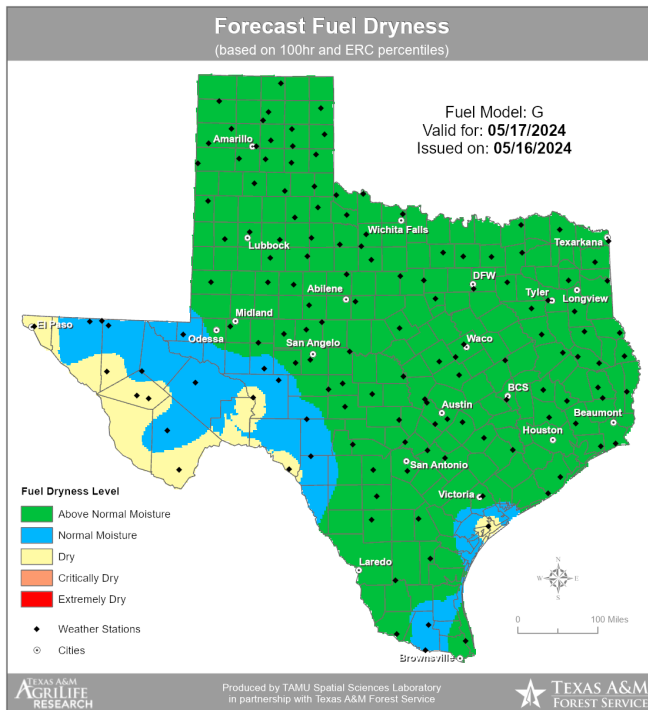 Forecast Fuel Dryness
(based on 100hr and ERC percentiles)
Fuel Model: G
Valid for: 05/17/2024
Issued on: 05/16/2024
Amarillo
Wichita Falls
Texarkana
Lubbock
DFW
Abilene
Tyler
Longview
El Paso
Midland
Odessa
San Angelo
Waco
BCS
Austin
Beaumont
Houston
San Antonio
Victoria
Laredo
Brownsville
Fuel Dryness Level
Above Normal Moisture
Normal Moisture
Dry
Critically Dry
Extremely Dry
Weather Stations
Cities
N
W
E
S
0 100 Miles
TEXAS A&M
AGRILIFE
RESEARCH
Produced by TAMU Spatial Sciences Laboratory
in partnership with Texas A&M Forest Service
TEXAS A&M
FOREST SERVICE